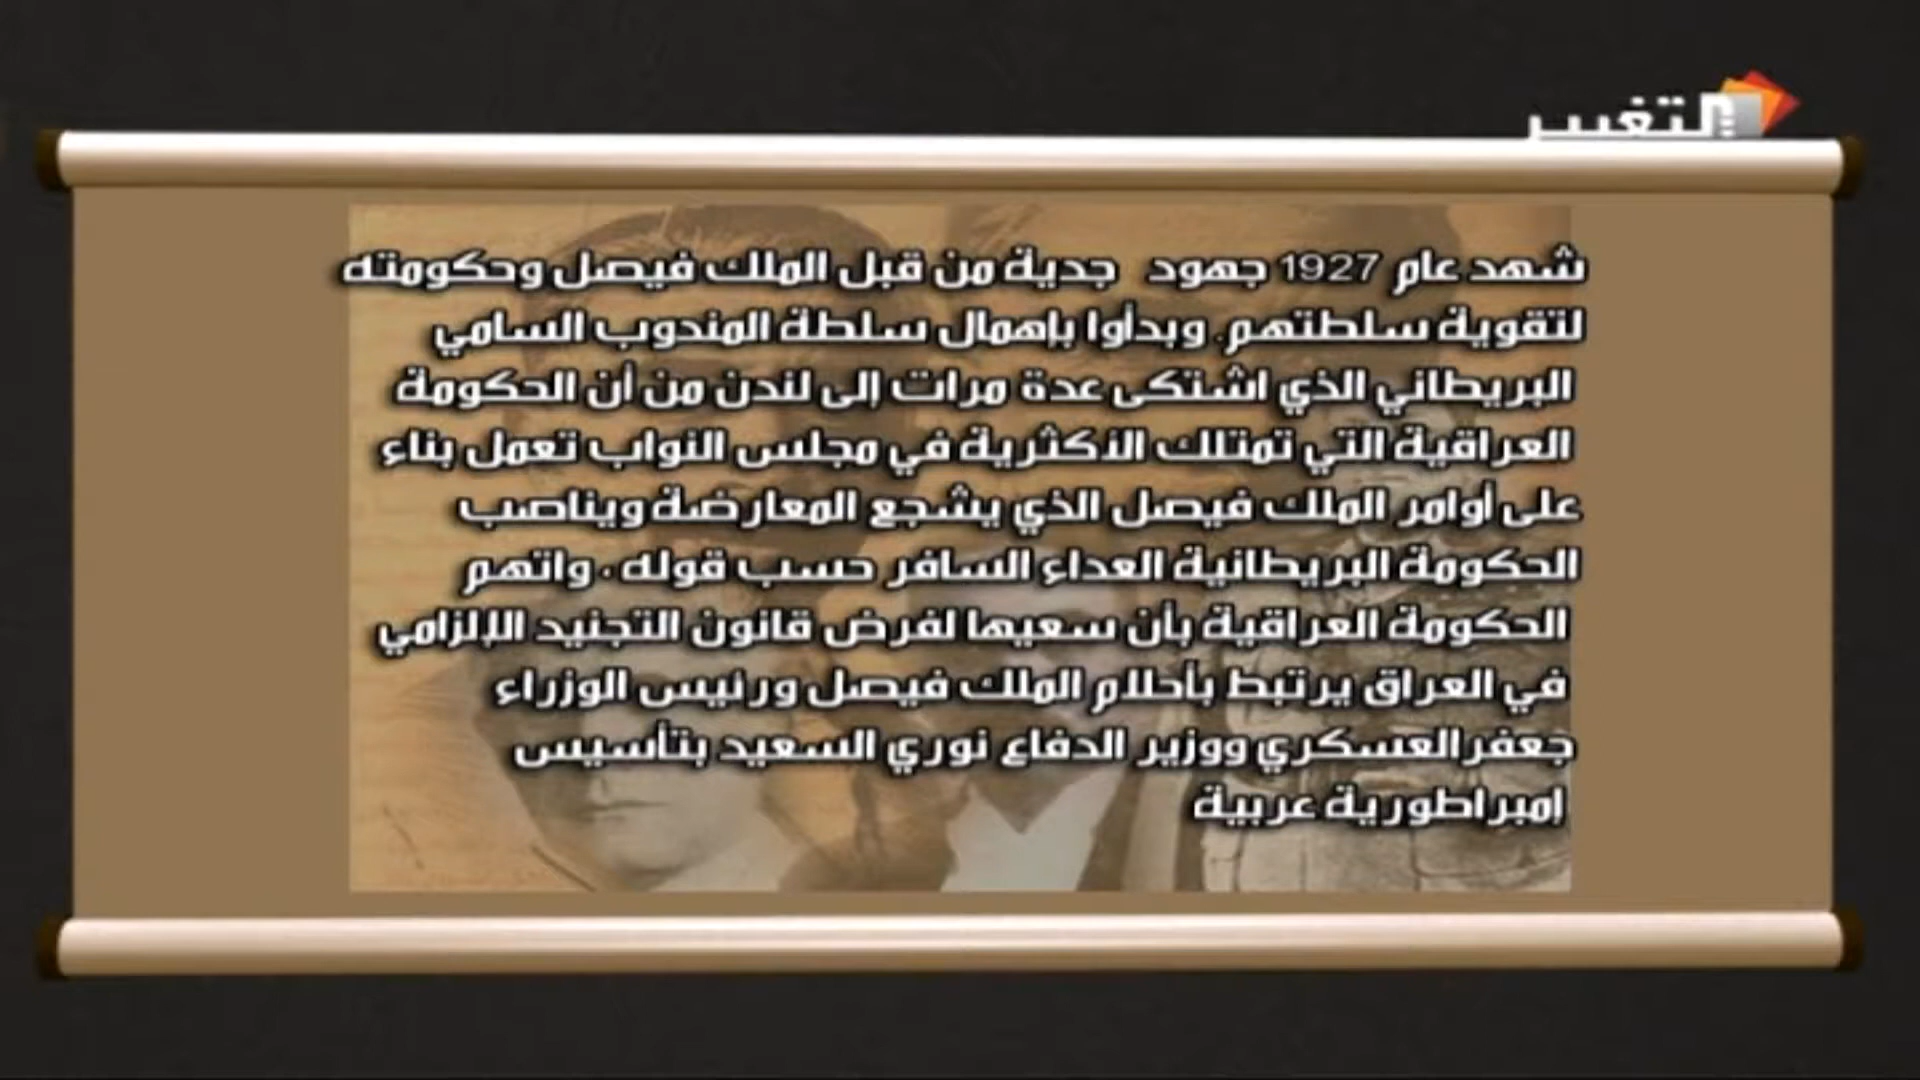 التغيير
شهد عام 1927 جهود جدية من قبل الملك فيصل وحكومته
لتقوية سلطتهم. وبدأوا بإهمال سلطة المندوب السامي
البريطاني الذي اشتكى عدة مرات إلى لندن من أن الحكومة
العراقية التي تمتلك الأكثرية في مجلس النواب تعمل بناء
على أوامر الملك فيصل الذي يشجع المعارضة ويناصب
الحكومة البريطانية العداء السافر حسب قوله، واتهم
الحكومة العراقية بأن سعيها لفرض قانون التجنيد الإلزامي
في العراق يرتبط بأحلام الملك فيصل ورئيس الوزراء
جعفرالعسكري ووزير الدفاع نوري السعيد بتأسيس
إمبراطورية عربية